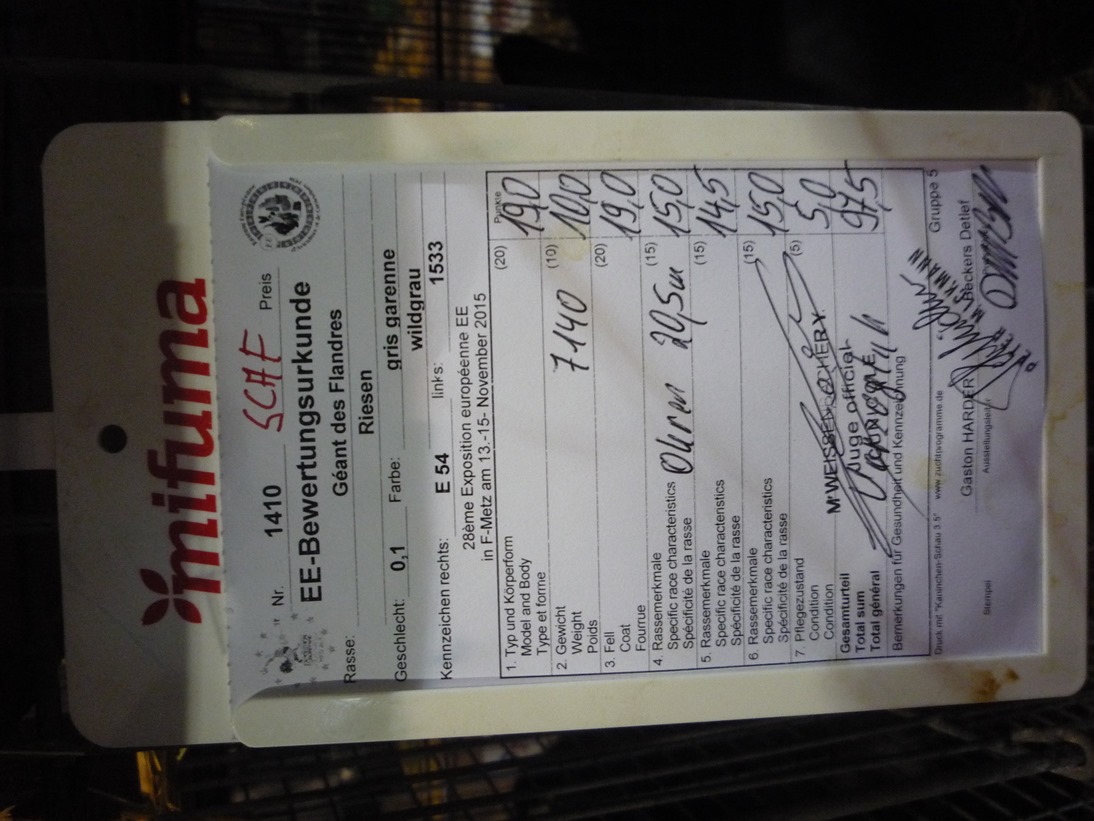 mifuma
Nr. 1410 SCHE Preis
EE-Bewertungsurkunde
Rasse: Géant des Flandres
Riesen
Geschlecht: 0,1 Farbe: gris garenne
wildgrau
Kennzeichen rechts: E 54 links: 1533
28ème Exposition européenne EE
in F-Metz am 13.-15- November 2015
Punkte
1. Typ und Körperform (20) 19,0
Model and Body
Type et forme
2. Gewicht 7140 (10) 10,0
Weight
Poids
3. Fell (20) 19,0
Coat
Fourrue
4. Rassemerkmale (15) 15,0
Specific race characteristics Ohren 20,5cm
Spécificité de la rasse
5. Rassemerkmale (15) 14,5
Specific race characteristics
Spécificité de la rasse
6. Rassemerkmale (15) 15,0
Specific race characteristics
Spécificité de la rasse
7. Pflegezustand (5) 5,0
Condition
Condition
Gesamturteil 97,5
Total sum Juge officiel
Total général
Bemerkungen für Gesundheit und Kennzeichnung
Druck mit "Kaninchen-Schau 3.5" www.zuchtprogramme.de Gruppe 5
Gaston HARDER Beckers Detlef
Stempel Ausstellungsleiter